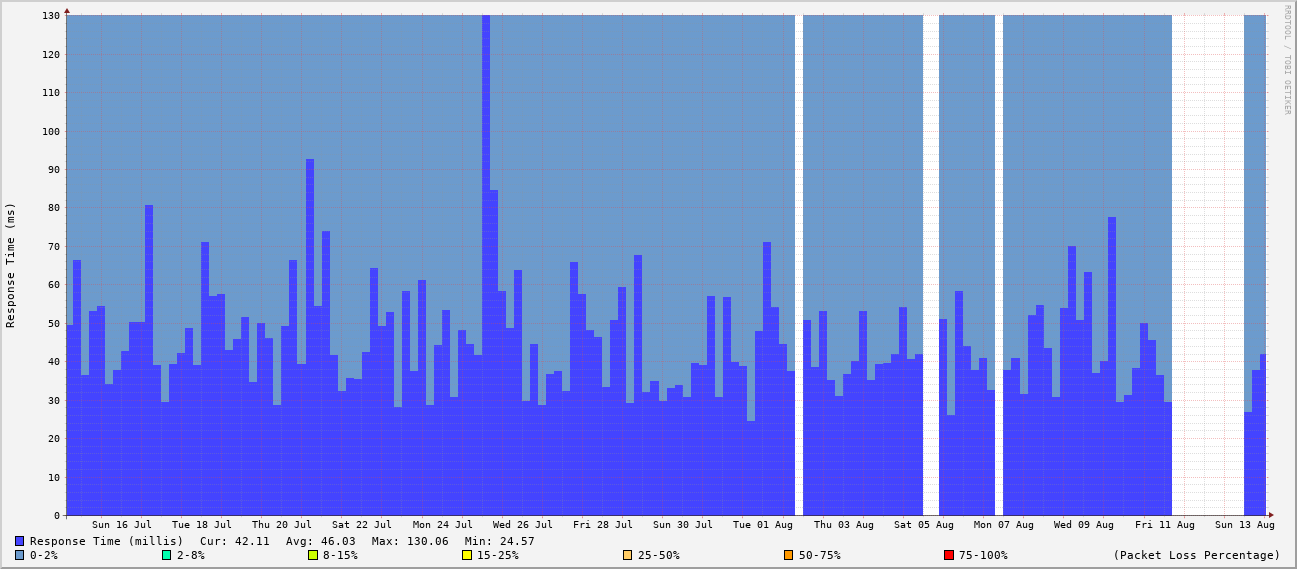 RRDTOOL / TOBI OETIKER
Response Time (ms)
130
120
110
100
90
80
70
60
50
40
30
20
10
0
Sun 16 Jul Tue 18 Jul Thu 20 Jul Sat 22 Jul Mon 24 Jul Wed 26 Jul Fri 28 Jul Sun 30 Jul Tue 01 Aug Thu 03 Aug Sat 05 Aug Mon 07 Aug Wed 09 Aug Fri 11 Aug Sun 13 Aug
Response Time (millis) Cur: 42.11 Avg: 46.03 Max: 130.06 Min: 24.57
0-2% 2-8% 8-15% 15-25% 25-50% 50-75% 75-100% (Packet Loss Percentage)